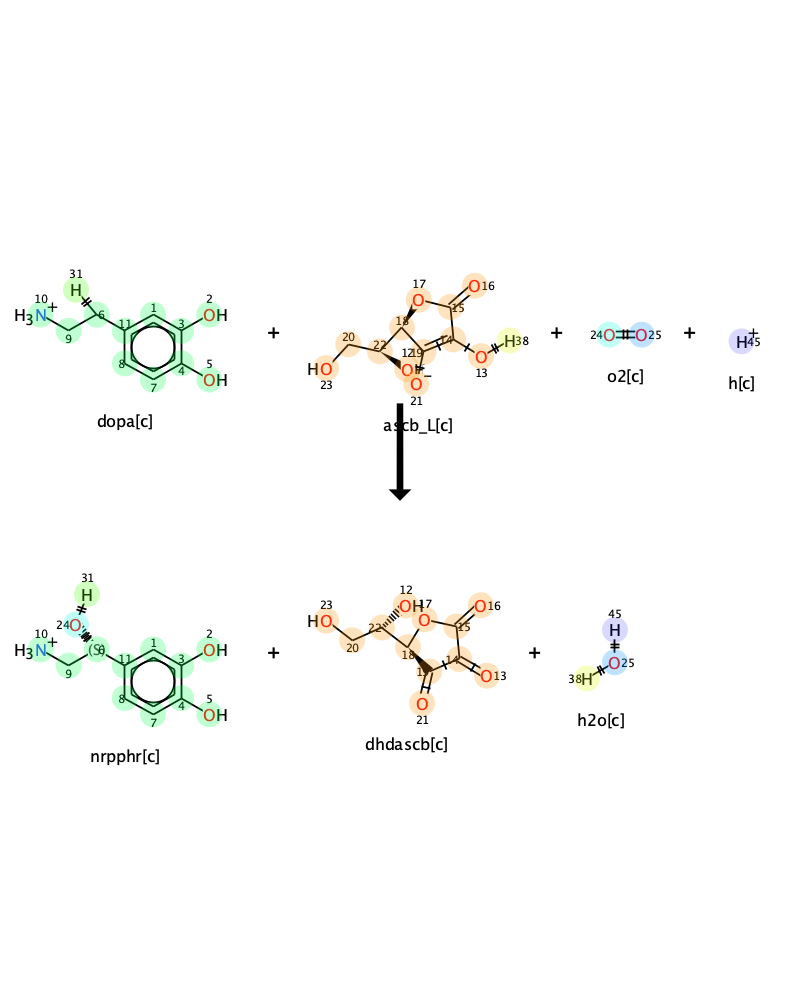 31
H
10
H3N+
6
9
11
1
2
OH
3
8
4
5
OH
7
dopa[c]
+
17
O
O16
15
18
20
22
12
19
14
H38
HO
23
OH
O
13
O−
21
ascb_L[c]
+
24O
O25
o2[c]
+
H+
45
h[c]
31
H
24O
10
H3N+
(S)
6
9
11
1
2
OH
3
8
4
5
OH
7
nrpphr[c]
+
12
23
HO
OH
17
O
O16
22
15
20
18
14
19
O13
O
21
dhdascb[c]
+
45
H
O25
38H
h2o[c]